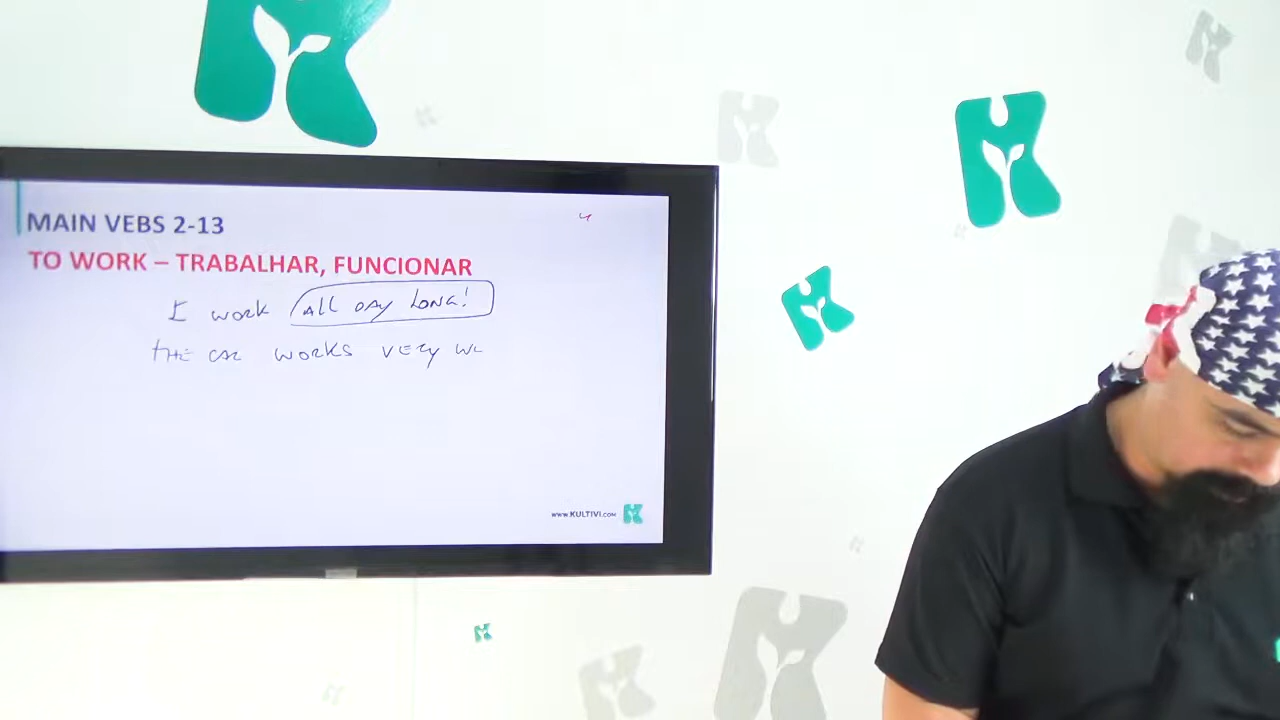 MAIN VEBS 2-13
TO WORK – TRABALHAR, FUNCIONAR
I WORK ALL DAY LONG!
THE CAR WORKS VERY WE
WWW.KULTIVI.COM